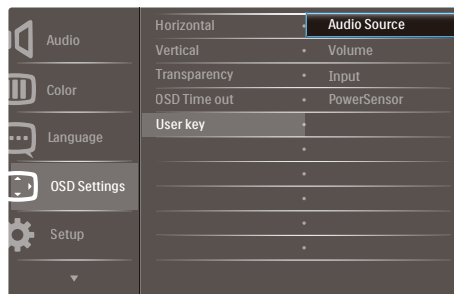 Audio
Color
Language
OSD Settings
Setup
Horizontal
Vertical
Transparency
OSD Time out
User key
Audio Source
Volume
Input
PowerSensor